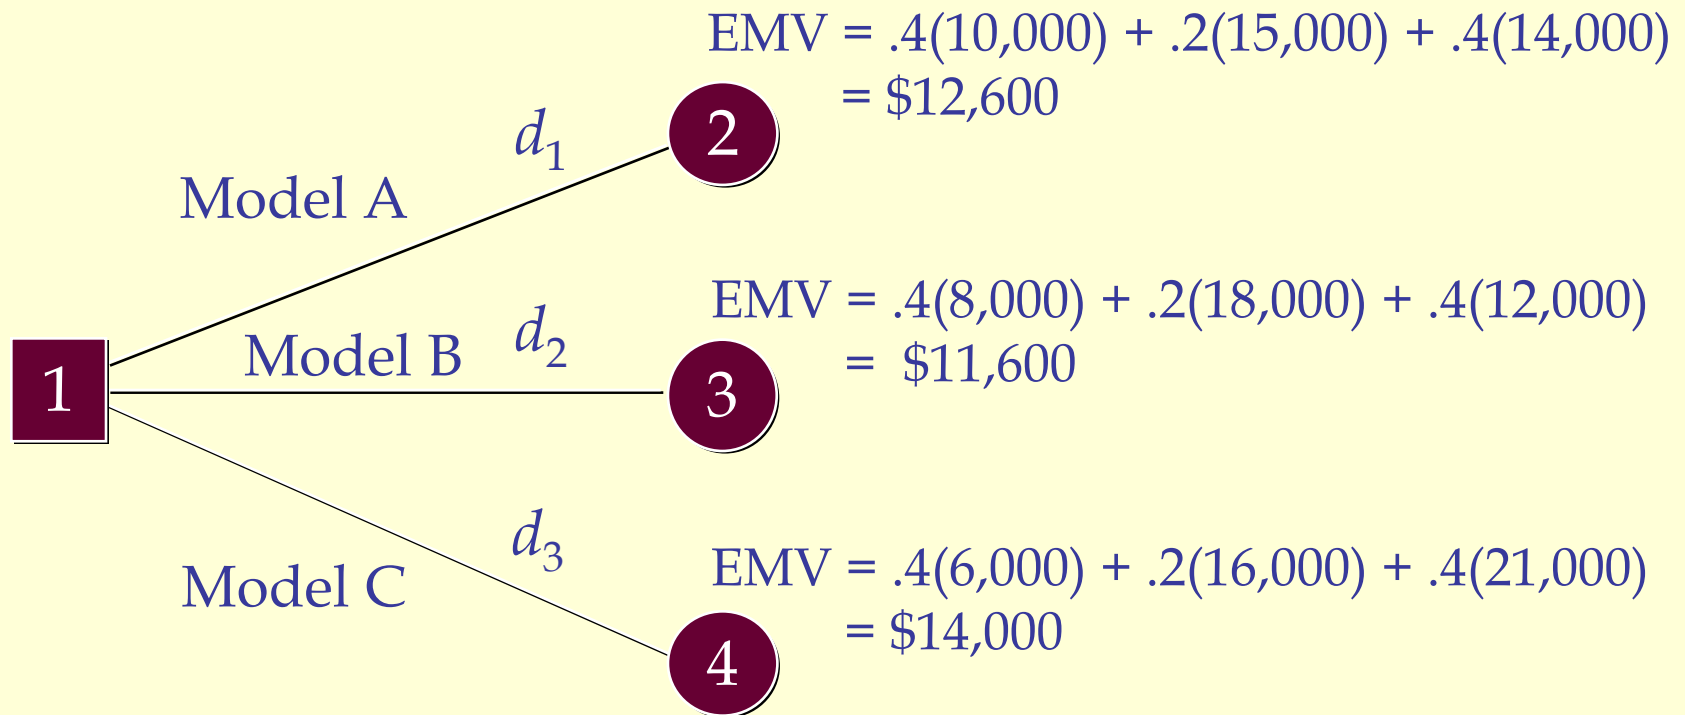 EMV = .4(10,000) + .2(15,000) + .4(14,000)
= $12,600
d1
2
Model A
EMV = .4(8,000) + .2(18,000) + .4(12,000)
= $11,600
Model B
d2
1
3
d3
EMV = .4(6,000) + .2(16,000) + .4(21,000)
= $14,000
Model C
4